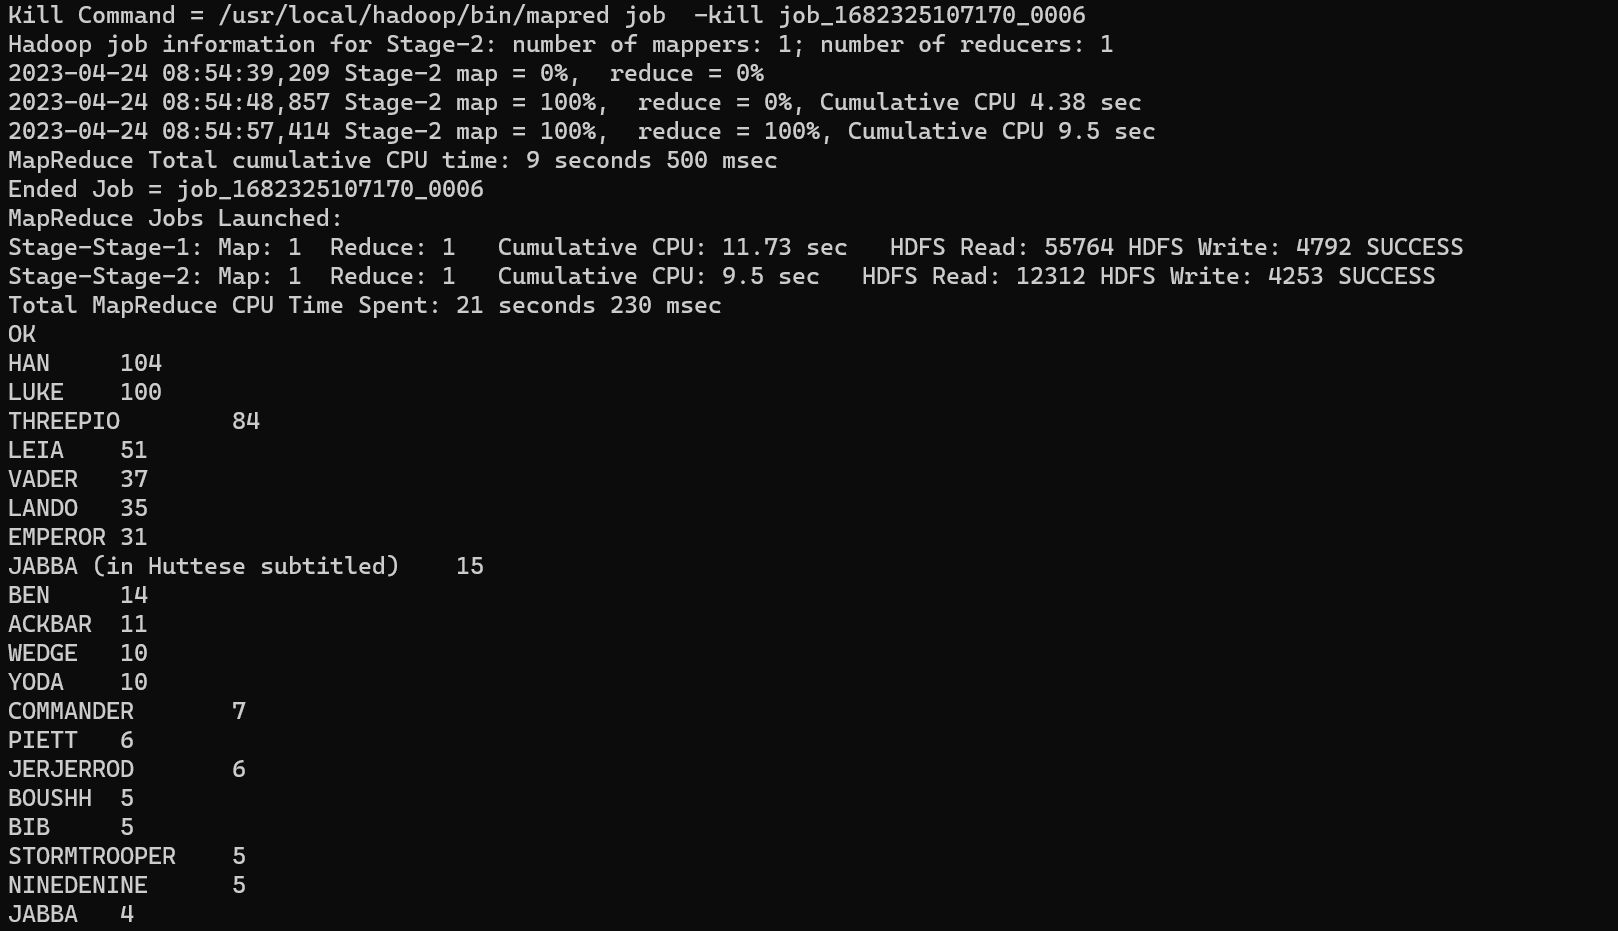 Kill Command = /usr/local/hadoop/bin/mapred job  -kill job_1682325107170_0006
Hadoop job information for Stage-2: number of mappers: 1; number of reducers: 1
2023-04-24 08:54:39,209 Stage-2 map = 0%,  reduce = 0%
2023-04-24 08:54:48,857 Stage-2 map = 100%,  reduce = 0%, Cumulative CPU 4.38 sec
2023-04-24 08:54:57,414 Stage-2 map = 100%,  reduce = 100%, Cumulative CPU 9.5 sec
MapReduce Total cumulative CPU time: 9 seconds 500 msec
Ended Job = job_1682325107170_0006
MapReduce Jobs Launched:
Stage-Stage-1: Map: 1  Reduce: 1   Cumulative CPU: 11.73 sec   HDFS Read: 55764 HDFS Write: 4792 SUCCESS
Stage-Stage-2: Map: 1  Reduce: 1   Cumulative CPU: 9.5 sec   HDFS Read: 12312 HDFS Write: 4253 SUCCESS
Total MapReduce CPU Time Spent: 21 seconds 230 msec
OK
HAN     104
LUKE    100
THREEPIO        84
LEIA    51
VADER   37
LANDO   35
EMPEROR 31
JABBA (in Huttese subtitled)    15
BEN     14
ACKBAR  11
WEDGE   10
YODA    10
COMMANDER       7
PIETT   6
JERJERROD       6
BOUSHH  5
BIB     5
STORMTROOPER    5
NINEDENINE      5
JABBA   4